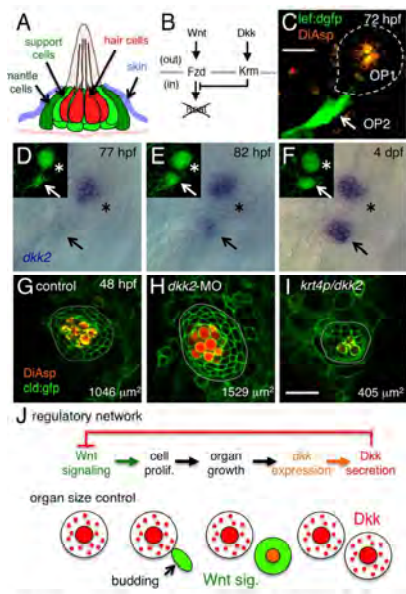 A
support cells
hair cells
mantle cells
skin
B
Wnt Dkk
(out)
Fzd Krm
(in)
C lef:dgfp 72 hpf
DiAsp
OP1
OP2
D 77 hpf
*
*
dkk2
E 82 hpf
*
*
F 4 dpf
*
*
G control 48 hpf
DiAsp
cld:gfp
1046 µm²
H dkk2-MO
1529 µm²
I krt4p/dkk2
405 µm²
J regulatory network
Wnt signaling
cell prolif.
organ growth
dkk expression
Dkk secretion
organ size control
Dkk
budding
Wnt sig.